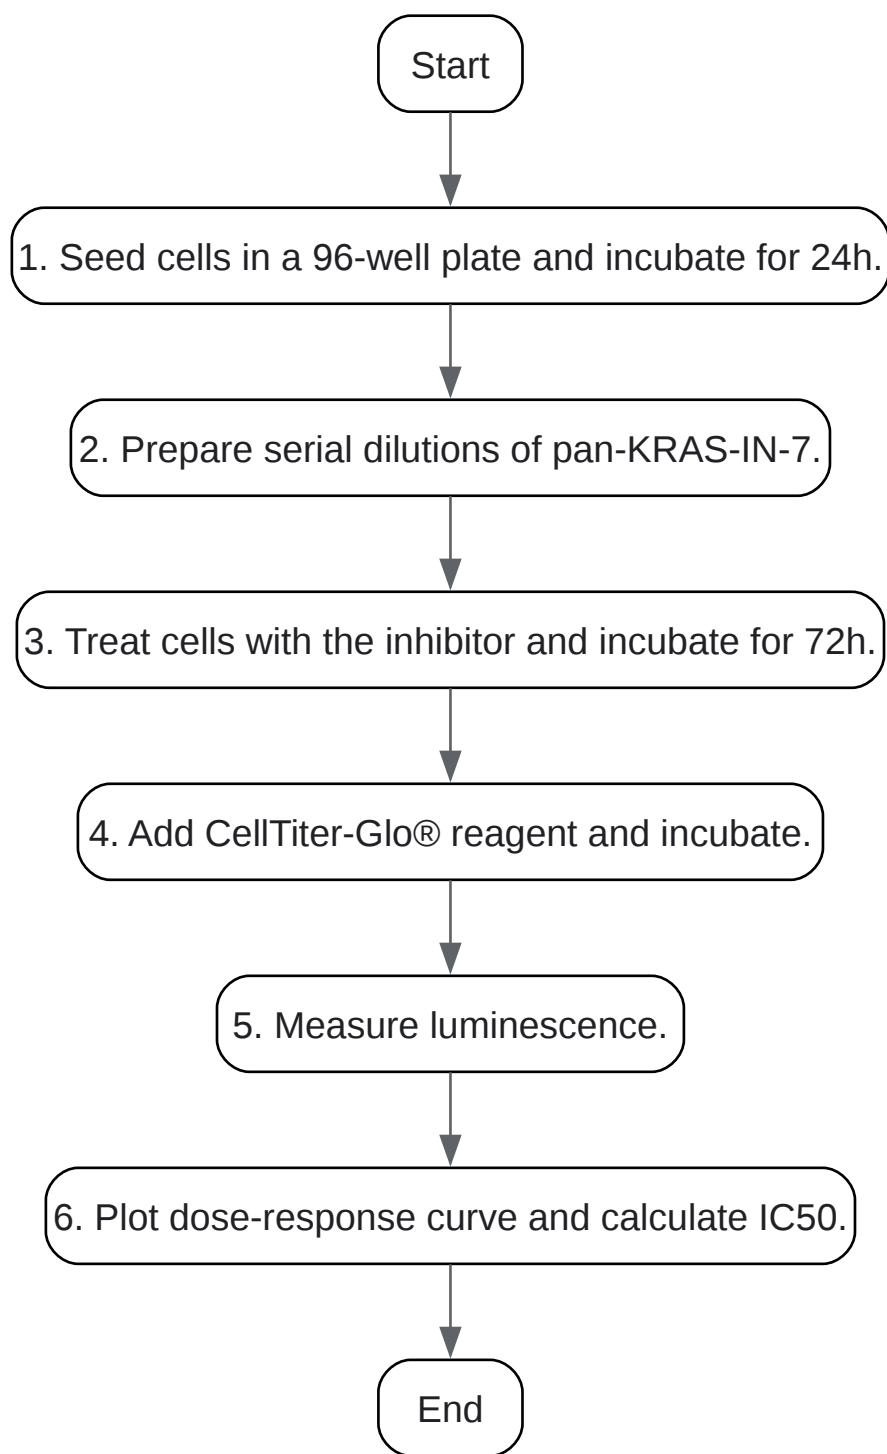 Start
1. Seed cells in a 96-well plate and incubate for 24h.
2. Prepare serial dilutions of pan-KRAS-IN-7.
3. Treat cells with the inhibitor and incubate for 72h.
4. Add CellTiter-Glo® reagent and incubate.
5. Measure luminescence.
6. Plot dose-response curve and calculate IC50.
End